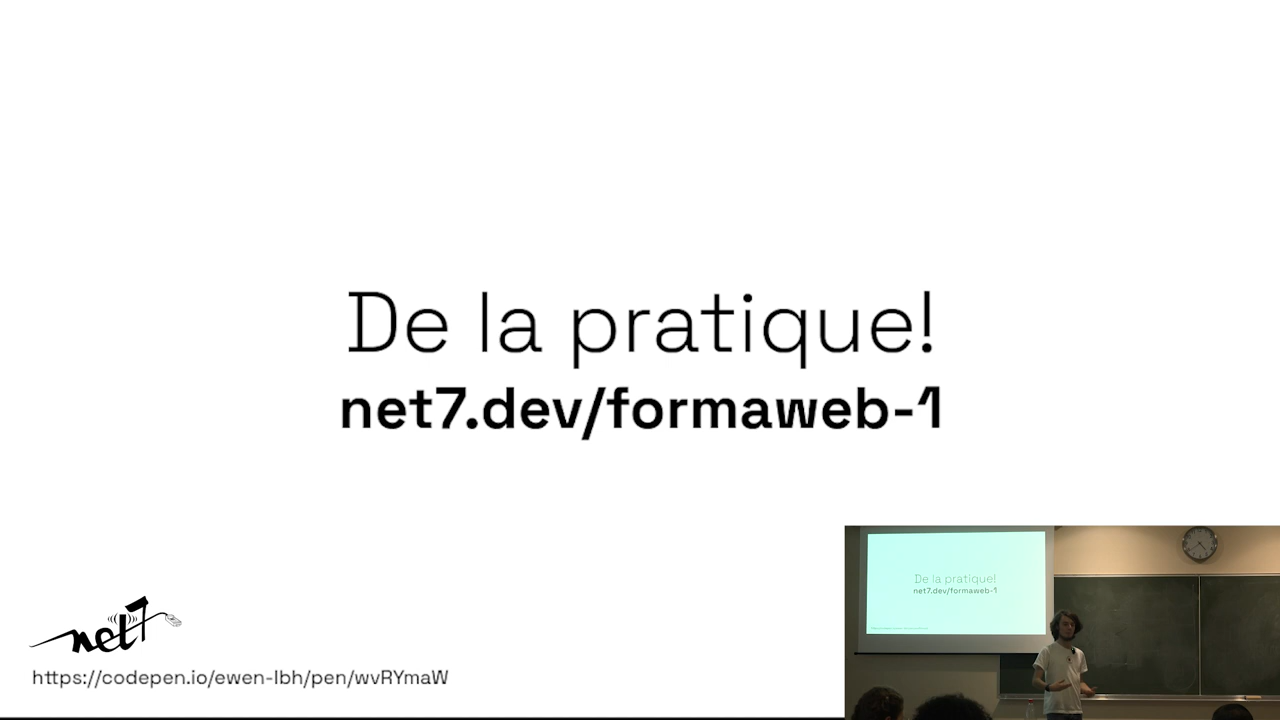 De la pratique!
net7.dev/formaweb-1
net7
https://codepen.io/ewen-lbh/pen/wvRYmaW
De la pratique!
net7.dev/formaweb-1